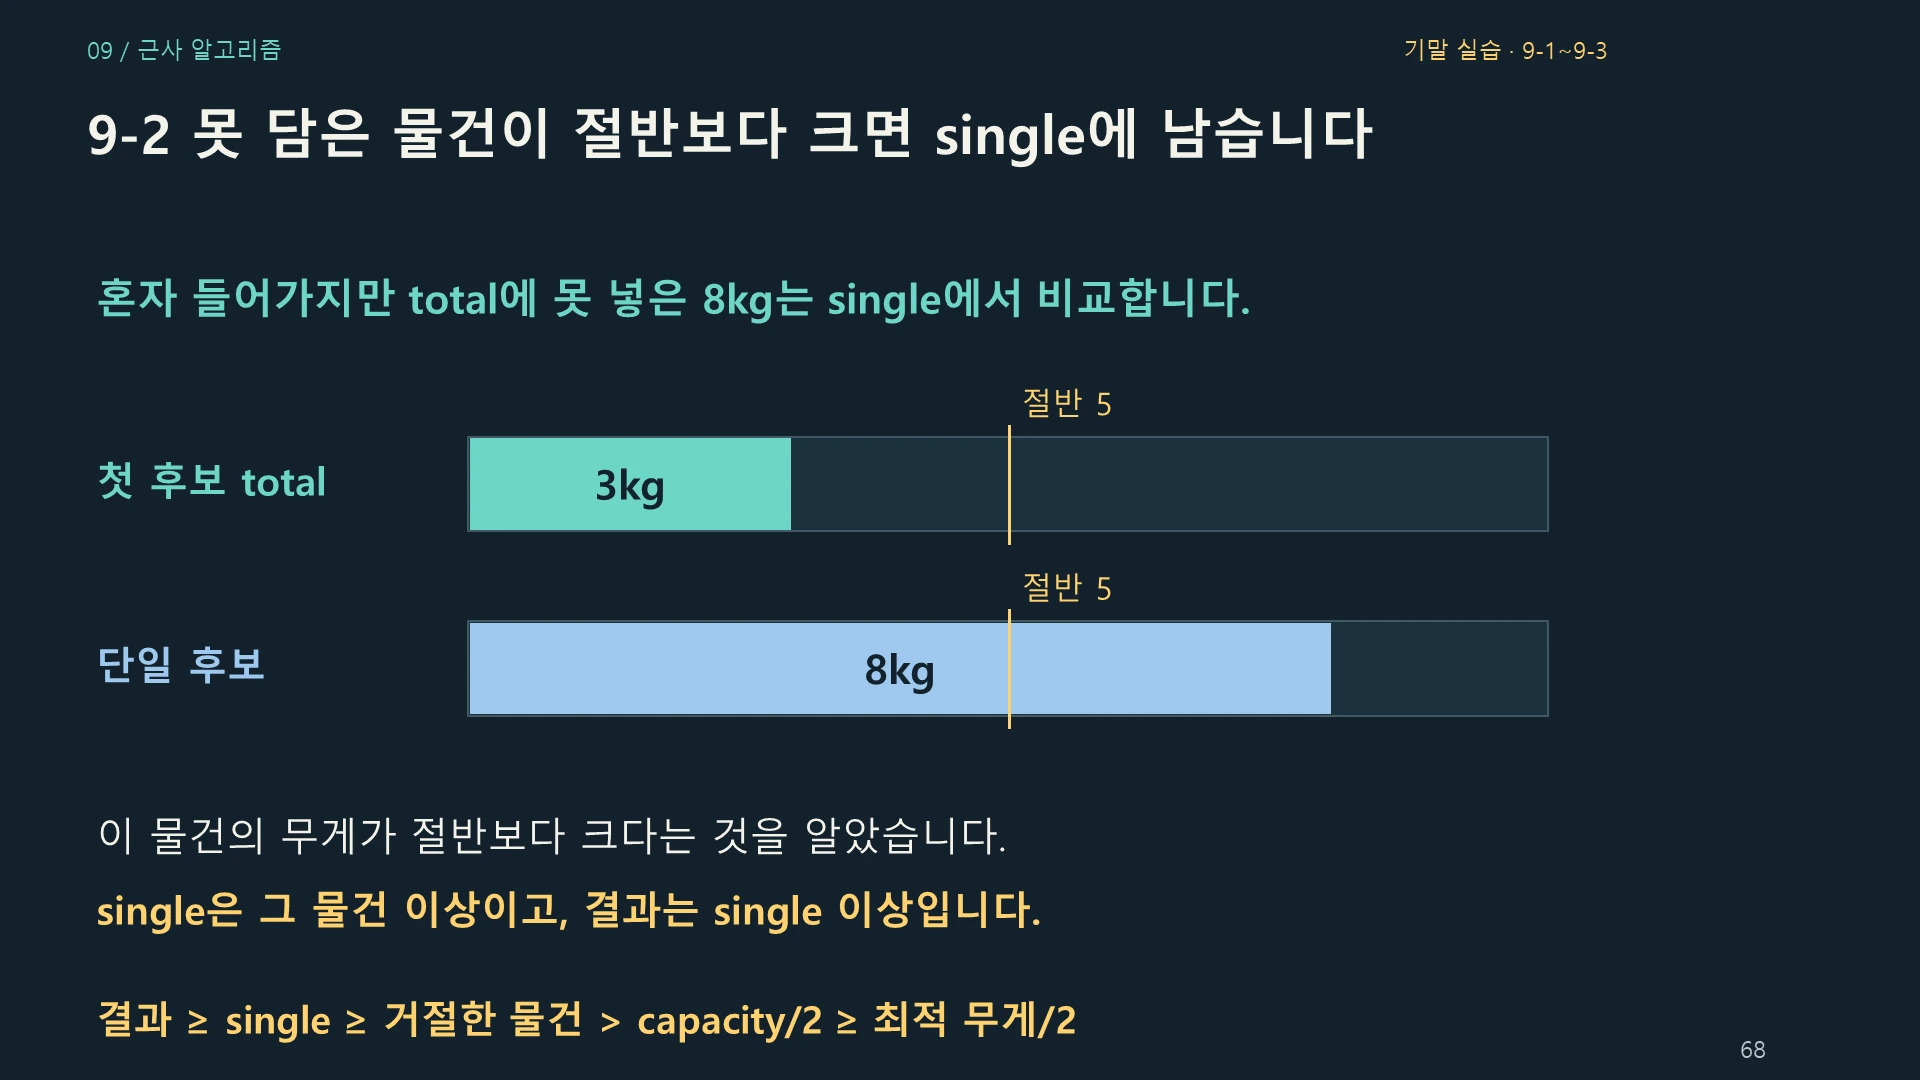 09 / 근사 알고리즘
기말 실습 · 9-1~9-3
9-2 못 담은 물건이 절반보다 크면 single에 남습니다
혼자 들어가지만 total에 못 넣은 8kg는 single에서 비교합니다.
절반 5
첫 후보 total
3kg
절반 5
단일 후보
8kg
이 물건의 무게가 절반보다 크다는 것을 알았습니다.
single은 그 물건 이상이고, 결과는 single 이상입니다.
결과 ≥ single ≥ 거절한 물건 > capacity/2 ≥ 최적 무게/2
68